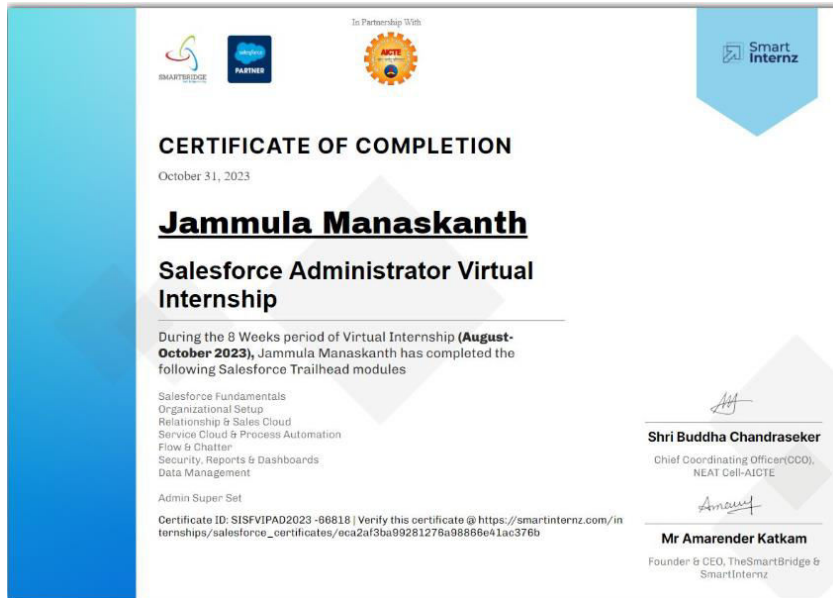 In Partnership With
SMARTBRIDGE
salesforce
PARTNER
AICTE
Smart
Internz
CERTIFICATE OF COMPLETION
October 31, 2023
Jammula Manaskanth
Salesforce Administrator Virtual
Internship
During the 8 Weeks period of Virtual Internship (August-
October 2023), Jammula Manaskanth has completed the
following Salesforce Trailhead modules
Salesforce Fundamentals
Organizational Setup
Relationship & Sales Cloud
Service Cloud & Process Automation
Flow & Chatter
Security, Reports & Dashboards
Data Management
Admin Super Set
Certificate ID: SISFVIPAD2023 -66818 | Verify this certificate @ https://smartinternz.com/in
ternships/salesforce_certificates/eca2af3ba99281276a98866e41ac376b
Shri Buddha Chandraseker
Chief Coordinating Officer(CCO),
NEAT Cell-AICTE
Mr Amarender Katkam
Founder & CEO, TheSmartBridge &
SmartInternz